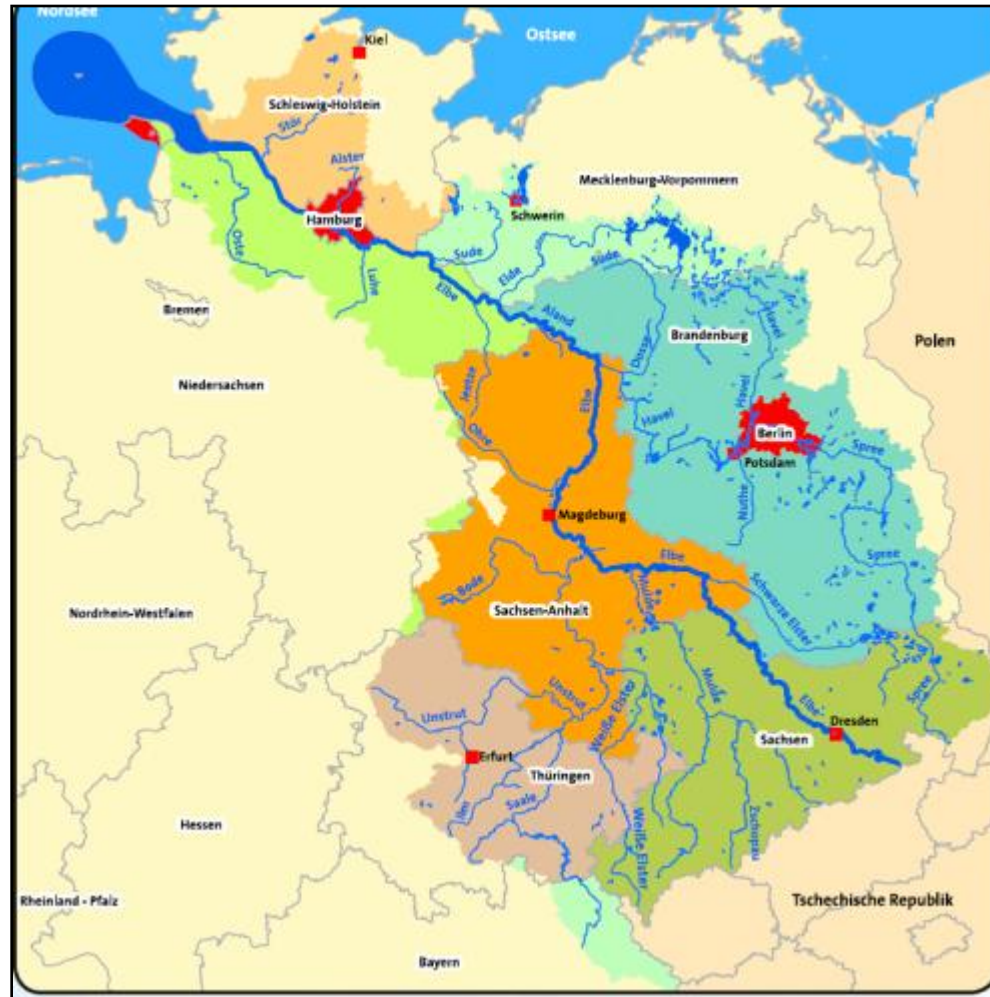 Nordsee
Ostsee
Kiel
Schleswig-Holstein
Stör
Alster
Mecklenburg-Vorpommern
Schwerin
Hamburg
Oste
Sude
Elde
Süde
Luhe
Elbe
Aland
Bremen
Dosse
Brandenburg
Havel
Polen
Niedersachsen
Jeetze
Elbe
Havel
Havel
Ohre
Berlin
Spree
Potsdam
Nuthe
Magdeburg
Elbe
Spree
Bode
Mulde
Schwarze Elster
Nordrhein-Westfalen
Sachsen-Anhalt
Mulde
Unstrut
Weiße Elster
Spree
Unstrut
Elbe
Dresden
Sachsen
Erfurt
Thüringen
Ilm
Saale
Hessen
Weiße Elster
Zschopau
Rheinland - Pfalz
Tschechische Republik
Bayern